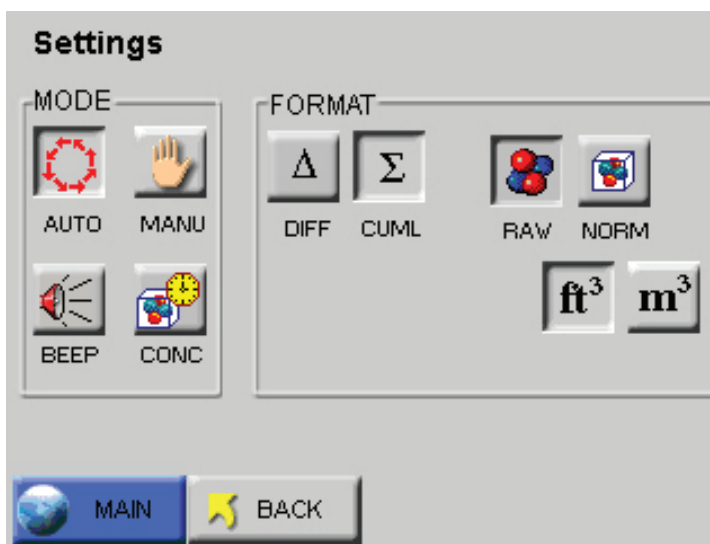 Settings
MODE
AUTO MANU
BEEP CONC
FORMAT
Δ Σ
DIFF CUML RAW NORM
ft³ m³
MAIN BACK